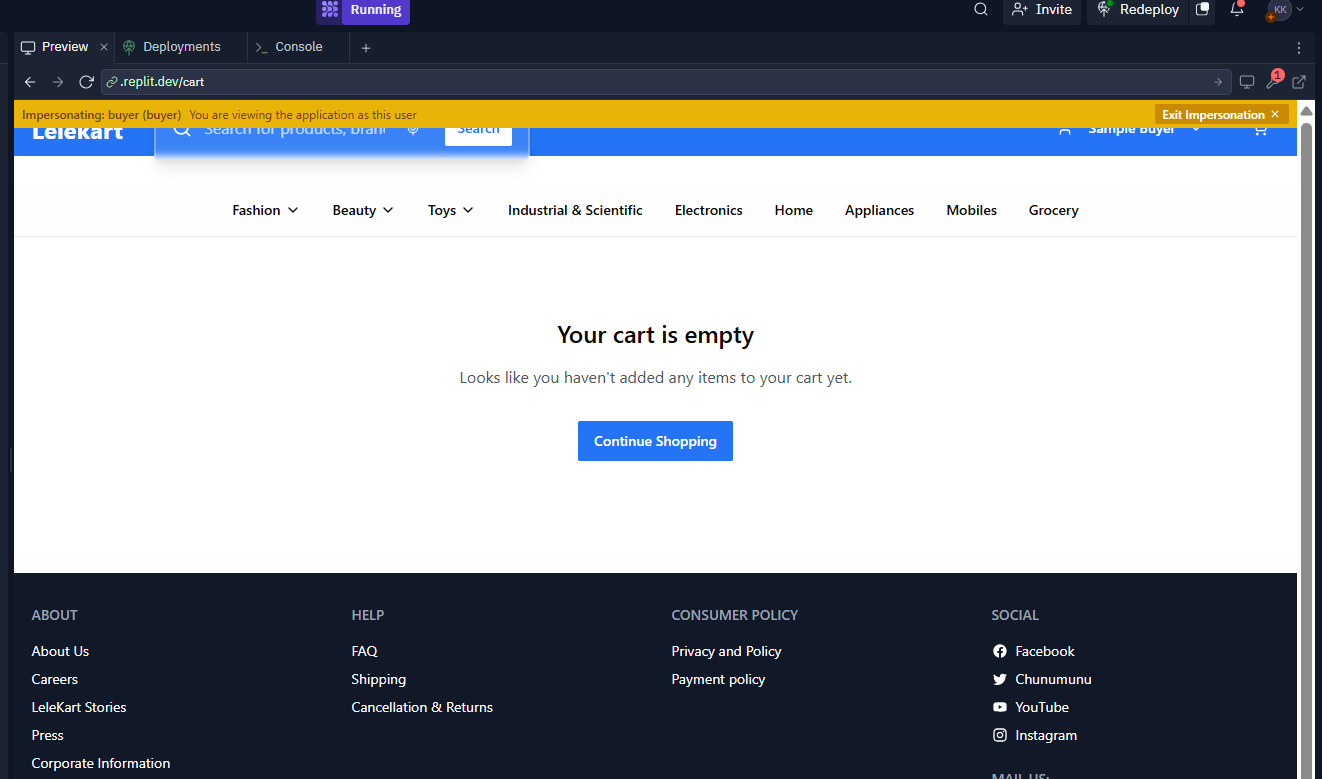 Running
Invite
Redeploy
KK
Preview
Deployments
Console
.replit.dev/cart
1
Impersonating: buyer (buyer) You are viewing the application as this user
Exit Impersonation
LeleKart
Search for products, bran
Search
Sample Buyer
Fashion Beauty Toys Industrial & Scientific Electronics Home Appliances Mobiles Grocery
Your cart is empty
Looks like you haven't added any items to your cart yet.
Continue Shopping
ABOUT
About Us
Careers
LeleKart Stories
Press
Corporate Information
HELP
FAQ
Shipping
Cancellation & Returns
CONSUMER POLICY
Privacy and Policy
Payment policy
SOCIAL
Facebook
Chunumunu
YouTube
Instagram
MAIL US: